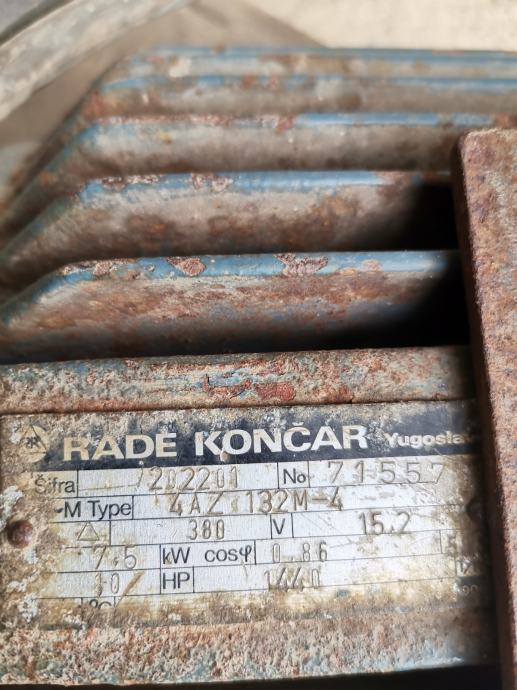 RADE KONČAR Yugoslav
Šifra 202201 No 71557
M Type 4AZ 132M-4
△ 380 V 15.2
7.5 kW cosφ 0.86
10 HP 1440